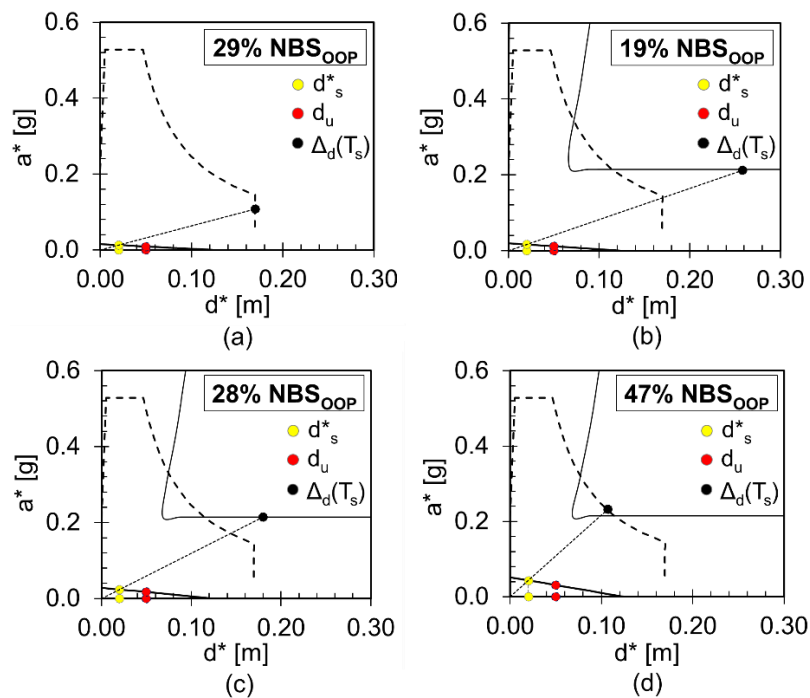 29% NBS_OOP
d*_s
d_u
Δ_d(T_s)
a* [g]
0.6
0.4
0.2
0.0
0.00 0.10 0.20 0.30
d* [m]
(a)
19% NBS_OOP
d*_s
d_u
Δ_d(T_s)
a* [g]
0.6
0.4
0.2
0.0
0.00 0.10 0.20 0.30
d* [m]
(b)
28% NBS_OOP
d*_s
d_u
Δ_d(T_s)
a* [g]
0.6
0.4
0.2
0.0
0.00 0.10 0.20 0.30
d* [m]
(c)
47% NBS_OOP
d*_s
d_u
Δ_d(T_s)
a* [g]
0.6
0.4
0.2
0.0
0.00 0.10 0.20 0.30
d* [m]
(d)